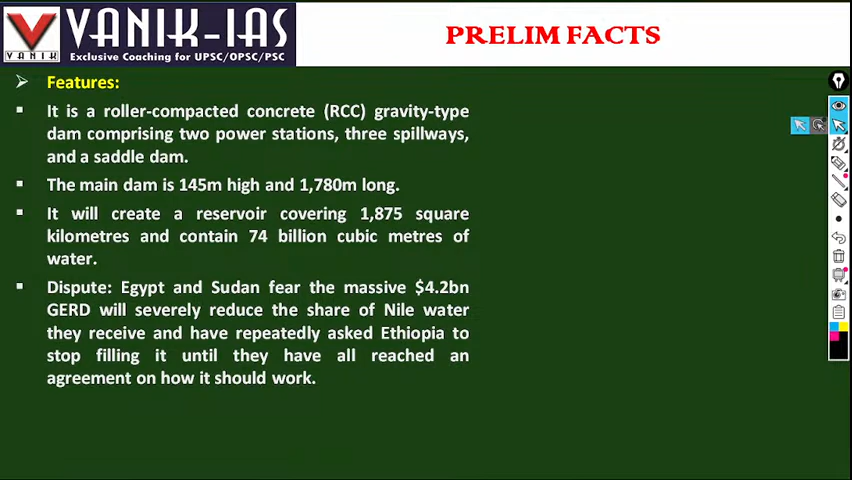 VANIK-IAS
VANIK
Exclusive Coaching for UPSC/OPSC/PSC
PRELIM FACTS
Features:
It is a roller-compacted concrete (RCC) gravity-type
dam comprising two power stations, three spillways,
and a saddle dam.
The main dam is 145m high and 1,780m long.
It will create a reservoir covering 1,875 square
kilometres and contain 74 billion cubic metres of
water.
Dispute: Egypt and Sudan fear the massive $4.2bn
GERD will severely reduce the share of Nile water
they receive and have repeatedly asked Ethiopia to
stop filling it until they have all reached an
agreement on how it should work.